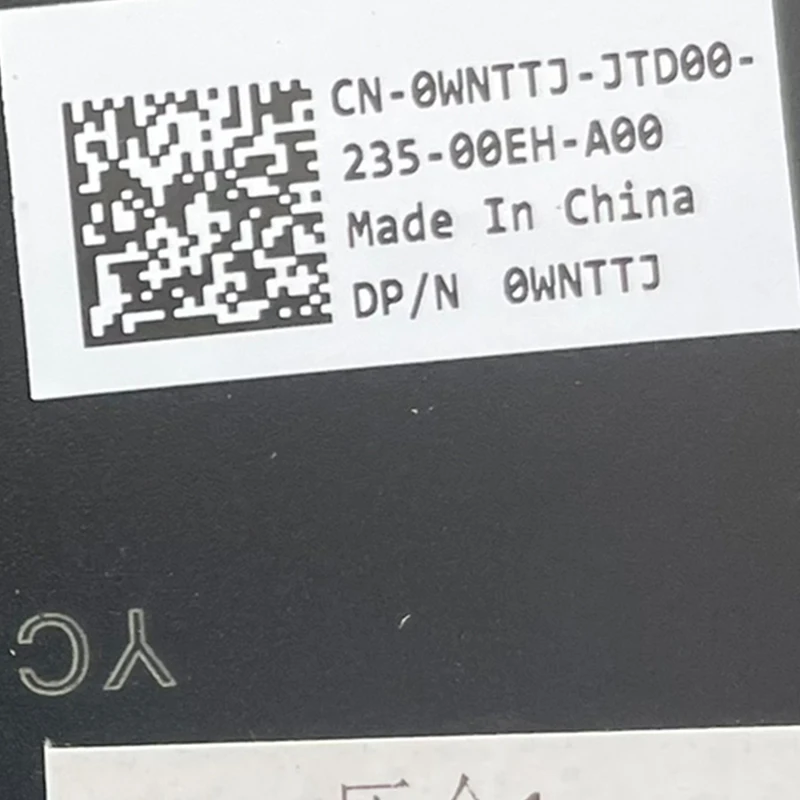 CN-0WNTTJ-JTD00-
235-00EH-A00
Made In China
DP/N 0WNTTJ
YC